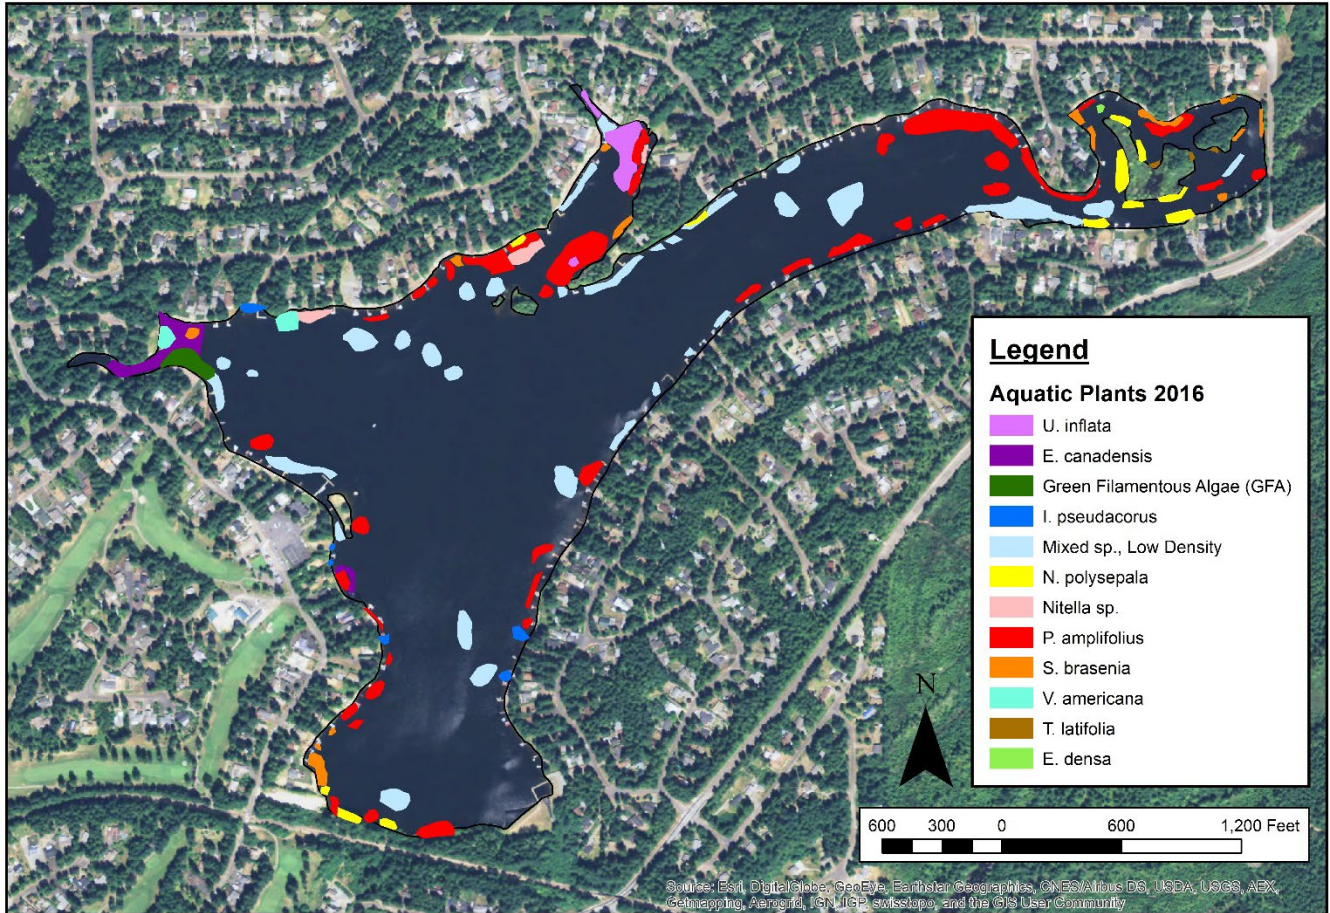 Legend
Aquatic Plants 2016
U. inflata
E. canadensis
Green Filamentous Algae (GFA)
I. pseudacorus
Mixed sp., Low Density
N. polysepala
Nitella sp.
P. amplifolius
S. brasenia
V. americana
T. latifolia
E. densa
N
600 300 0 600 1,200 Feet
Source: Esri, DigitalGlobe, GeoEye, Earthstar Geographics, CNES/Airbus DS, USDA, USGS, AEX,
Getmapping, Aerogrid, IGN, IGP, swisstopo, and the GIS User Community